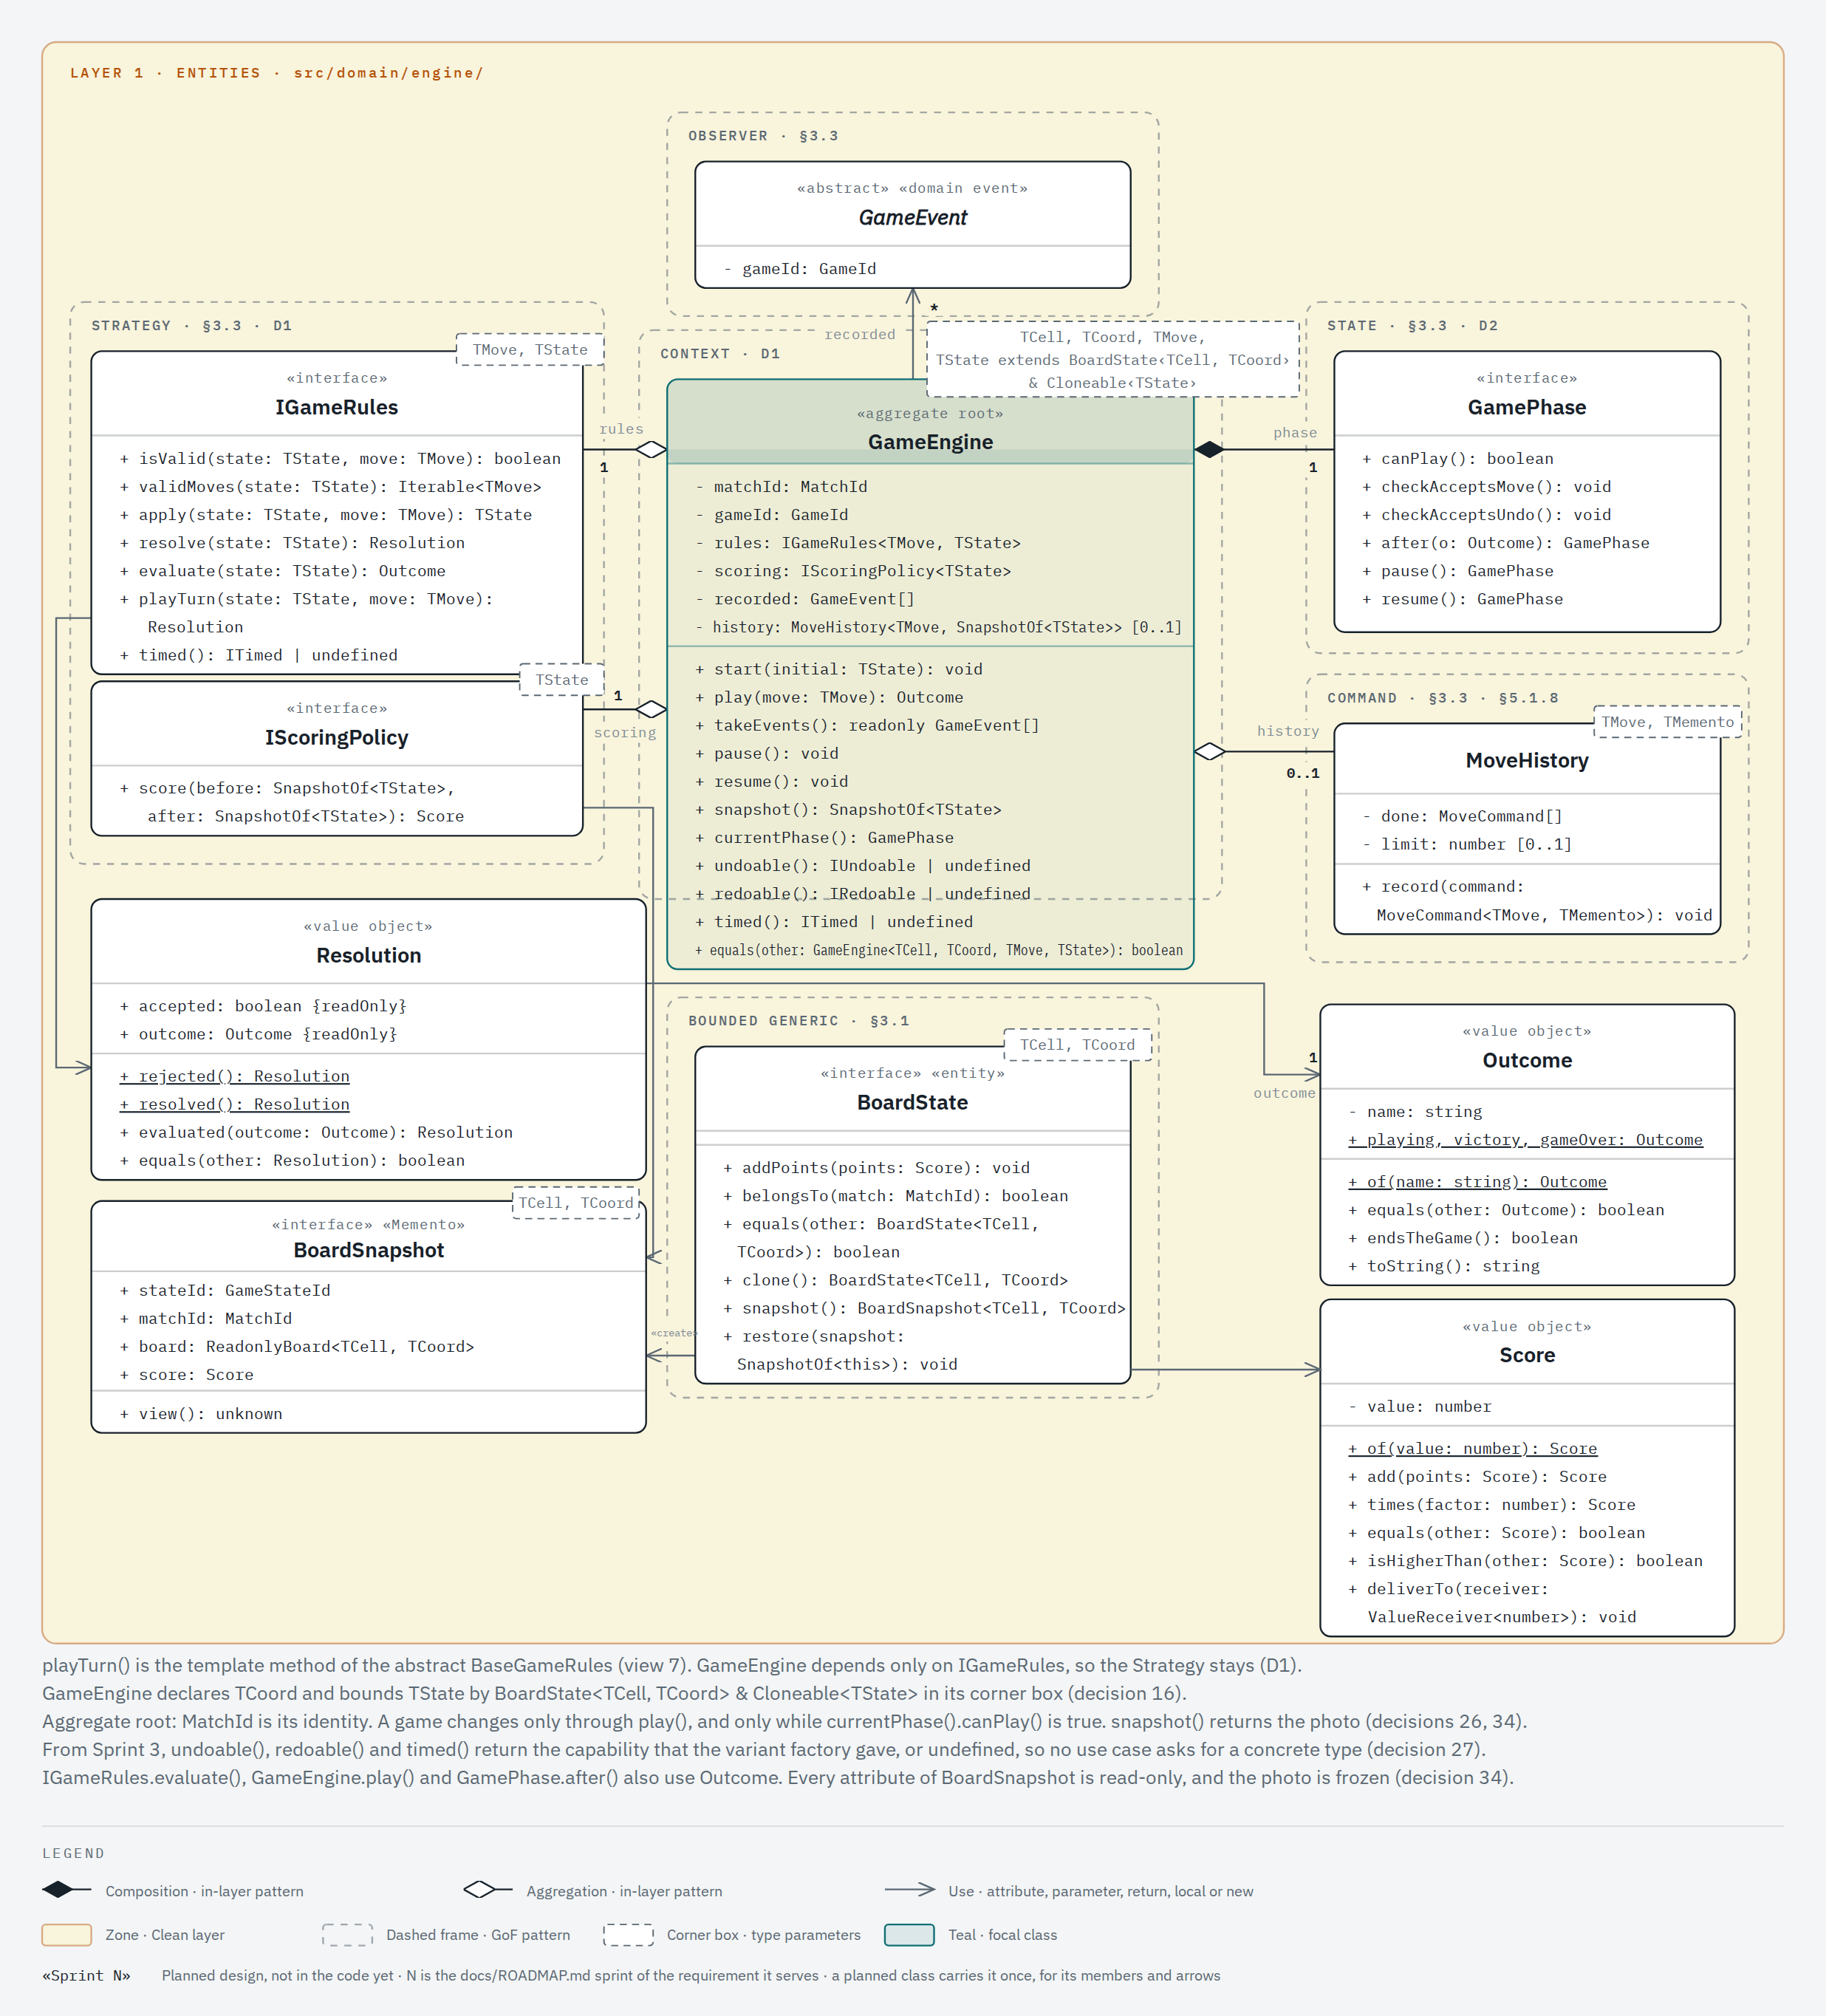 LAYER 1 · ENTITIES · src/domain/engine/
OBSERVER · §3.3
«abstract» «domain event»
GameEvent
- gameId: GameId
*
recorded
STRATEGY · §3.3 · D1
TMove, TState
«interface»
IGameRules
+ isValid(state: TState, move: TMove): boolean
+ validMoves(state: TState): Iterable<TMove>
+ apply(state: TState, move: TMove): TState
+ resolve(state: TState): Resolution
+ evaluate(state: TState): Outcome
+ playTurn(state: TState, move: TMove):
Resolution
+ timed(): ITimed | undefined
rules
1
TState
«interface»
IScoringPolicy
+ score(before: SnapshotOf<TState>,
after: SnapshotOf<TState>): Score
1
scoring
CONTEXT · D1
TCell, TCoord, TMove,
TState extends BoardState‹TCell, TCoord›
& Cloneable‹TState›
«aggregate root»
GameEngine
- matchId: MatchId
- gameId: GameId
- rules: IGameRules<TMove, TState>
- scoring: IScoringPolicy<TState>
- recorded: GameEvent[]
- history: MoveHistory<TMove, SnapshotOf<TState>> [0..1]
+ start(initial: TState): void
+ play(move: TMove): Outcome
+ takeEvents(): readonly GameEvent[]
+ pause(): void
+ resume(): void
+ snapshot(): SnapshotOf<TState>
+ currentPhase(): GamePhase
+ undoable(): IUndoable | undefined
+ redoable(): IRedoable | undefined
+ timed(): ITimed | undefined
+ equals(other: GameEngine<TCell, TCoord, TMove, TState>): boolean
STATE · §3.3 · D2
«interface»
GamePhase
+ canPlay(): boolean
+ checkAcceptsMove(): void
+ checkAcceptsUndo(): void
+ after(o: Outcome): GamePhase
+ pause(): GamePhase
+ resume(): GamePhase
phase
1
COMMAND · §3.3 · §5.1.8
TMove, TMemento
MoveHistory
- done: MoveCommand[]
- limit: number [0..1]
+ record(command:
MoveCommand<TMove, TMemento>): void
history
0..1
«value object»
Resolution
+ accepted: boolean {readOnly}
+ outcome: Outcome {readOnly}
+ rejected(): Resolution
+ resolved(): Resolution
+ evaluated(outcome: Outcome): Resolution
+ equals(other: Resolution): boolean
TCell, TCoord
«interface» «Memento»
BoardSnapshot
+ stateId: GameStateId
+ matchId: MatchId
+ board: ReadonlyBoard<TCell, TCoord>
+ score: Score
+ view(): unknown
«create»
BOUNDED GENERIC · §3.1
TCell, TCoord
«interface» «entity»
BoardState
+ addPoints(points: Score): void
+ belongsTo(match: MatchId): boolean
+ equals(other: BoardState<TCell,
TCoord>): boolean
+ clone(): BoardState<TCell, TCoord>
+ snapshot(): BoardSnapshot<TCell, TCoord>
+ restore(snapshot:
SnapshotOf<this>): void
1
outcome
«value object»
Outcome
- name: string
+ playing, victory, gameOver: Outcome
+ of(name: string): Outcome
+ equals(other: Outcome): boolean
+ endsTheGame(): boolean
+ toString(): string
«value object»
Score
- value: number
+ of(value: number): Score
+ add(points: Score): Score
+ times(factor: number): Score
+ equals(other: Score): boolean
+ isHigherThan(other: Score): boolean
+ deliverTo(receiver:
ValueReceiver<number>): void
playTurn() is the template method of the abstract BaseGameRules (view 7). GameEngine depends only on IGameRules, so the Strategy stays (D1).
GameEngine declares TCoord and bounds TState by BoardState<TCell, TCoord> & Cloneable<TState> in its corner box (decision 16).
Aggregate root: MatchId is its identity. A game changes only through play(), and only while currentPhase().canPlay() is true. snapshot() returns the photo (decisions 26, 34).
From Sprint 3, undoable(), redoable() and timed() return the capability that the variant factory gave, or undefined, so no use case asks for a concrete type (decision 27).
IGameRules.evaluate(), GameEngine.play() and GamePhase.after() also use Outcome. Every attribute of BoardSnapshot is read-only, and the photo is frozen (decision 34).
LEGEND
Composition · in-layer pattern
Aggregation · in-layer pattern
Use · attribute, parameter, return, local or new
Zone · Clean layer
Dashed frame · GoF pattern
Corner box · type parameters
Teal · focal class
«Sprint N» Planned design, not in the code yet · N is the docs/ROADMAP.md sprint of the requirement it serves · a planned class carries it once, for its members and arrows